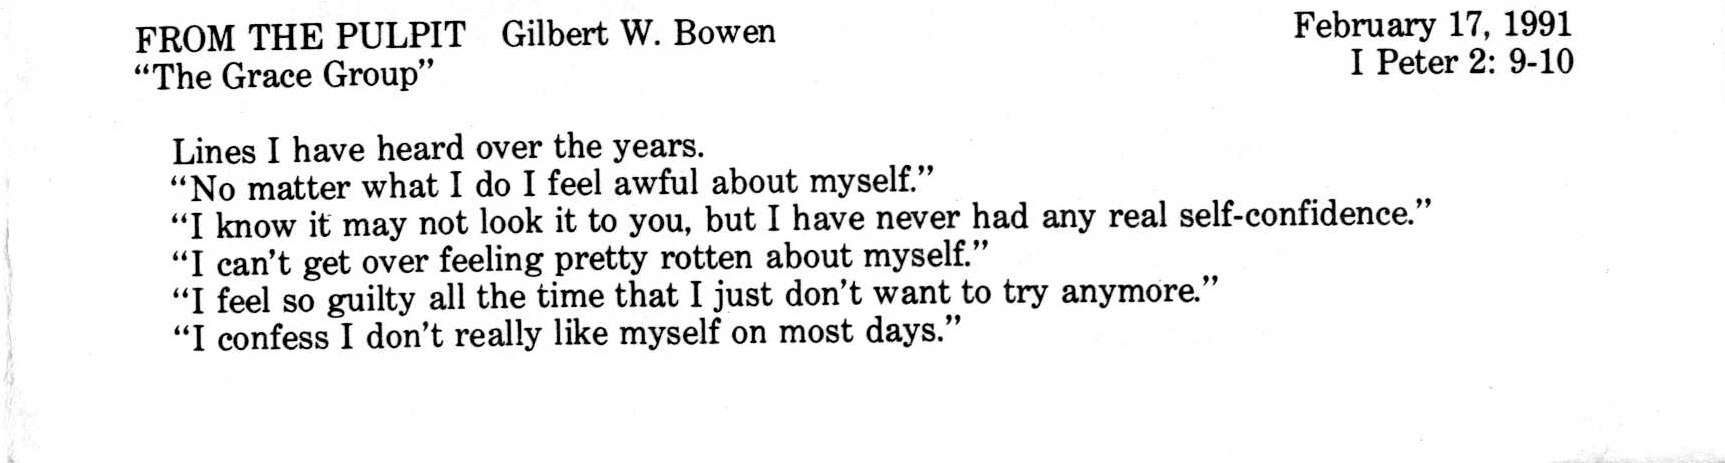 FROM THE PULPIT Gilbert W. Bowen February 17, 1991
“The Grace Group” I Peter 2: 9-10
Lines I have heard over the years.
“No matter what I do I feel awful about myself.”
“I know it may not look it to you, but I have never had any real self-confidence.”
“I can’t get over feeling pretty rotten about myself.”
“I feel so guilty all the time that I just don’t want to try anymore.”
“I confess I don’t really like myself on most days.”